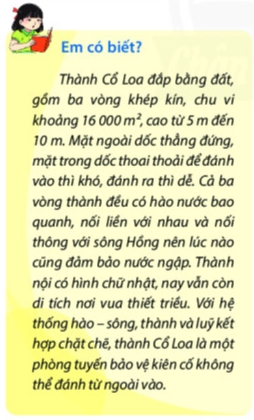 Em có biết?
Thành Cổ Loa đắp bằng đất,
gồm ba vòng khép kín, chu vi
khoảng 16 000 m², cao từ 5 m đến
10 m. Mặt ngoài dốc thẳng đứng,
mặt trong dốc thoai thoải để đánh
vào thì khó, đánh ra thì dễ. Cả ba
vòng thành đều có hào nước bao
quanh, nối liền với nhau và nối
thông với sông Hồng nên lúc nào
cũng đảm bảo nước ngập. Thành
nội có hình chữ nhật, nay vẫn còn
di tích nơi vua thiết triều. Với hệ
thống hào – sông, thành và luỹ kết
hợp chặt chẽ, thành Cổ Loa là một
phòng tuyến bảo vệ kiên cố không
thể đánh từ ngoài vào.